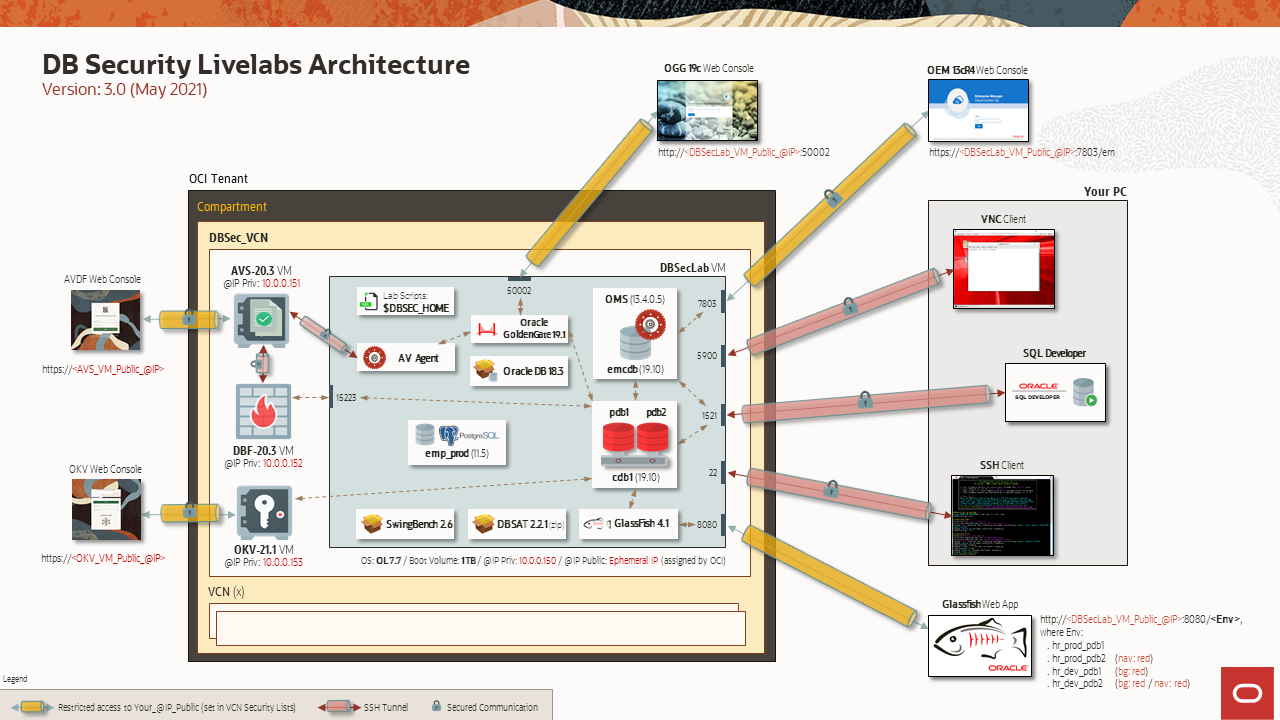 DB Security Livelabs Architecture
Version: 3.0 (May 2021)
OGG 19c Web Console
http://<DBSecLab_VM_Public_@IP>:50002
OEM 13cR4 Web Console
https://<DBSecLab_VM_Public_@IP>:7803/em
OCI Tenant
Compartment
DBSec_VCN
AVS-20.3 VM
@IP Priv: 10.0.0.151
AVDF Web Console
https://<AVS_VM_Public_@IP>
DBF-20.3 VM
@IP Priv: 10.0.0.152
OKV Web Console
https://<OKV_VM_Public_@IP>
OKV-21.1 VM
@IP Priv: 10.0.0.153
DBSecLab VM
50002
Lab Scripts:
$DBSEC_HOME
Oracle
GoldenGate 19.1
AV Agent
Oracle DB 18.3
OMS (13.4.0.5)
emcdb (19.10)
7803
5900
15223
1521
22
8080
pdb1 pdb2
cdb1 (19.10)
PostgreSQL
emp_prod (11.5)
SwingBench 2.6
DBSAT 2.2.1
GlassFish 4.1
OS: OL7.7 / Boot Volume: 1TB / @IP Priv: 10.0.0.150 / @IP Public: Ephemeral IP (assigned by OCI)
VCN (x)
Your PC
VNC Client
SQL Developer
ORACLE
SQL DEVELOPER
SSH Client
Glassfish Web App
ORACLE
http://<DBSecLab_VM_Public_@IP>:8080/<Env>,
where Env:
. hr_prod_pdb1
. hr_prod_pdb2 (nav: red)
. hr_dev_pdb1 (bg: red)
. hr_dev_pdb2 (bg: red / nav: red)
Legend
Restricted access to Your_@IP_Public (set in VCN Security Lists)
SSH Tunnel
Secured Communication